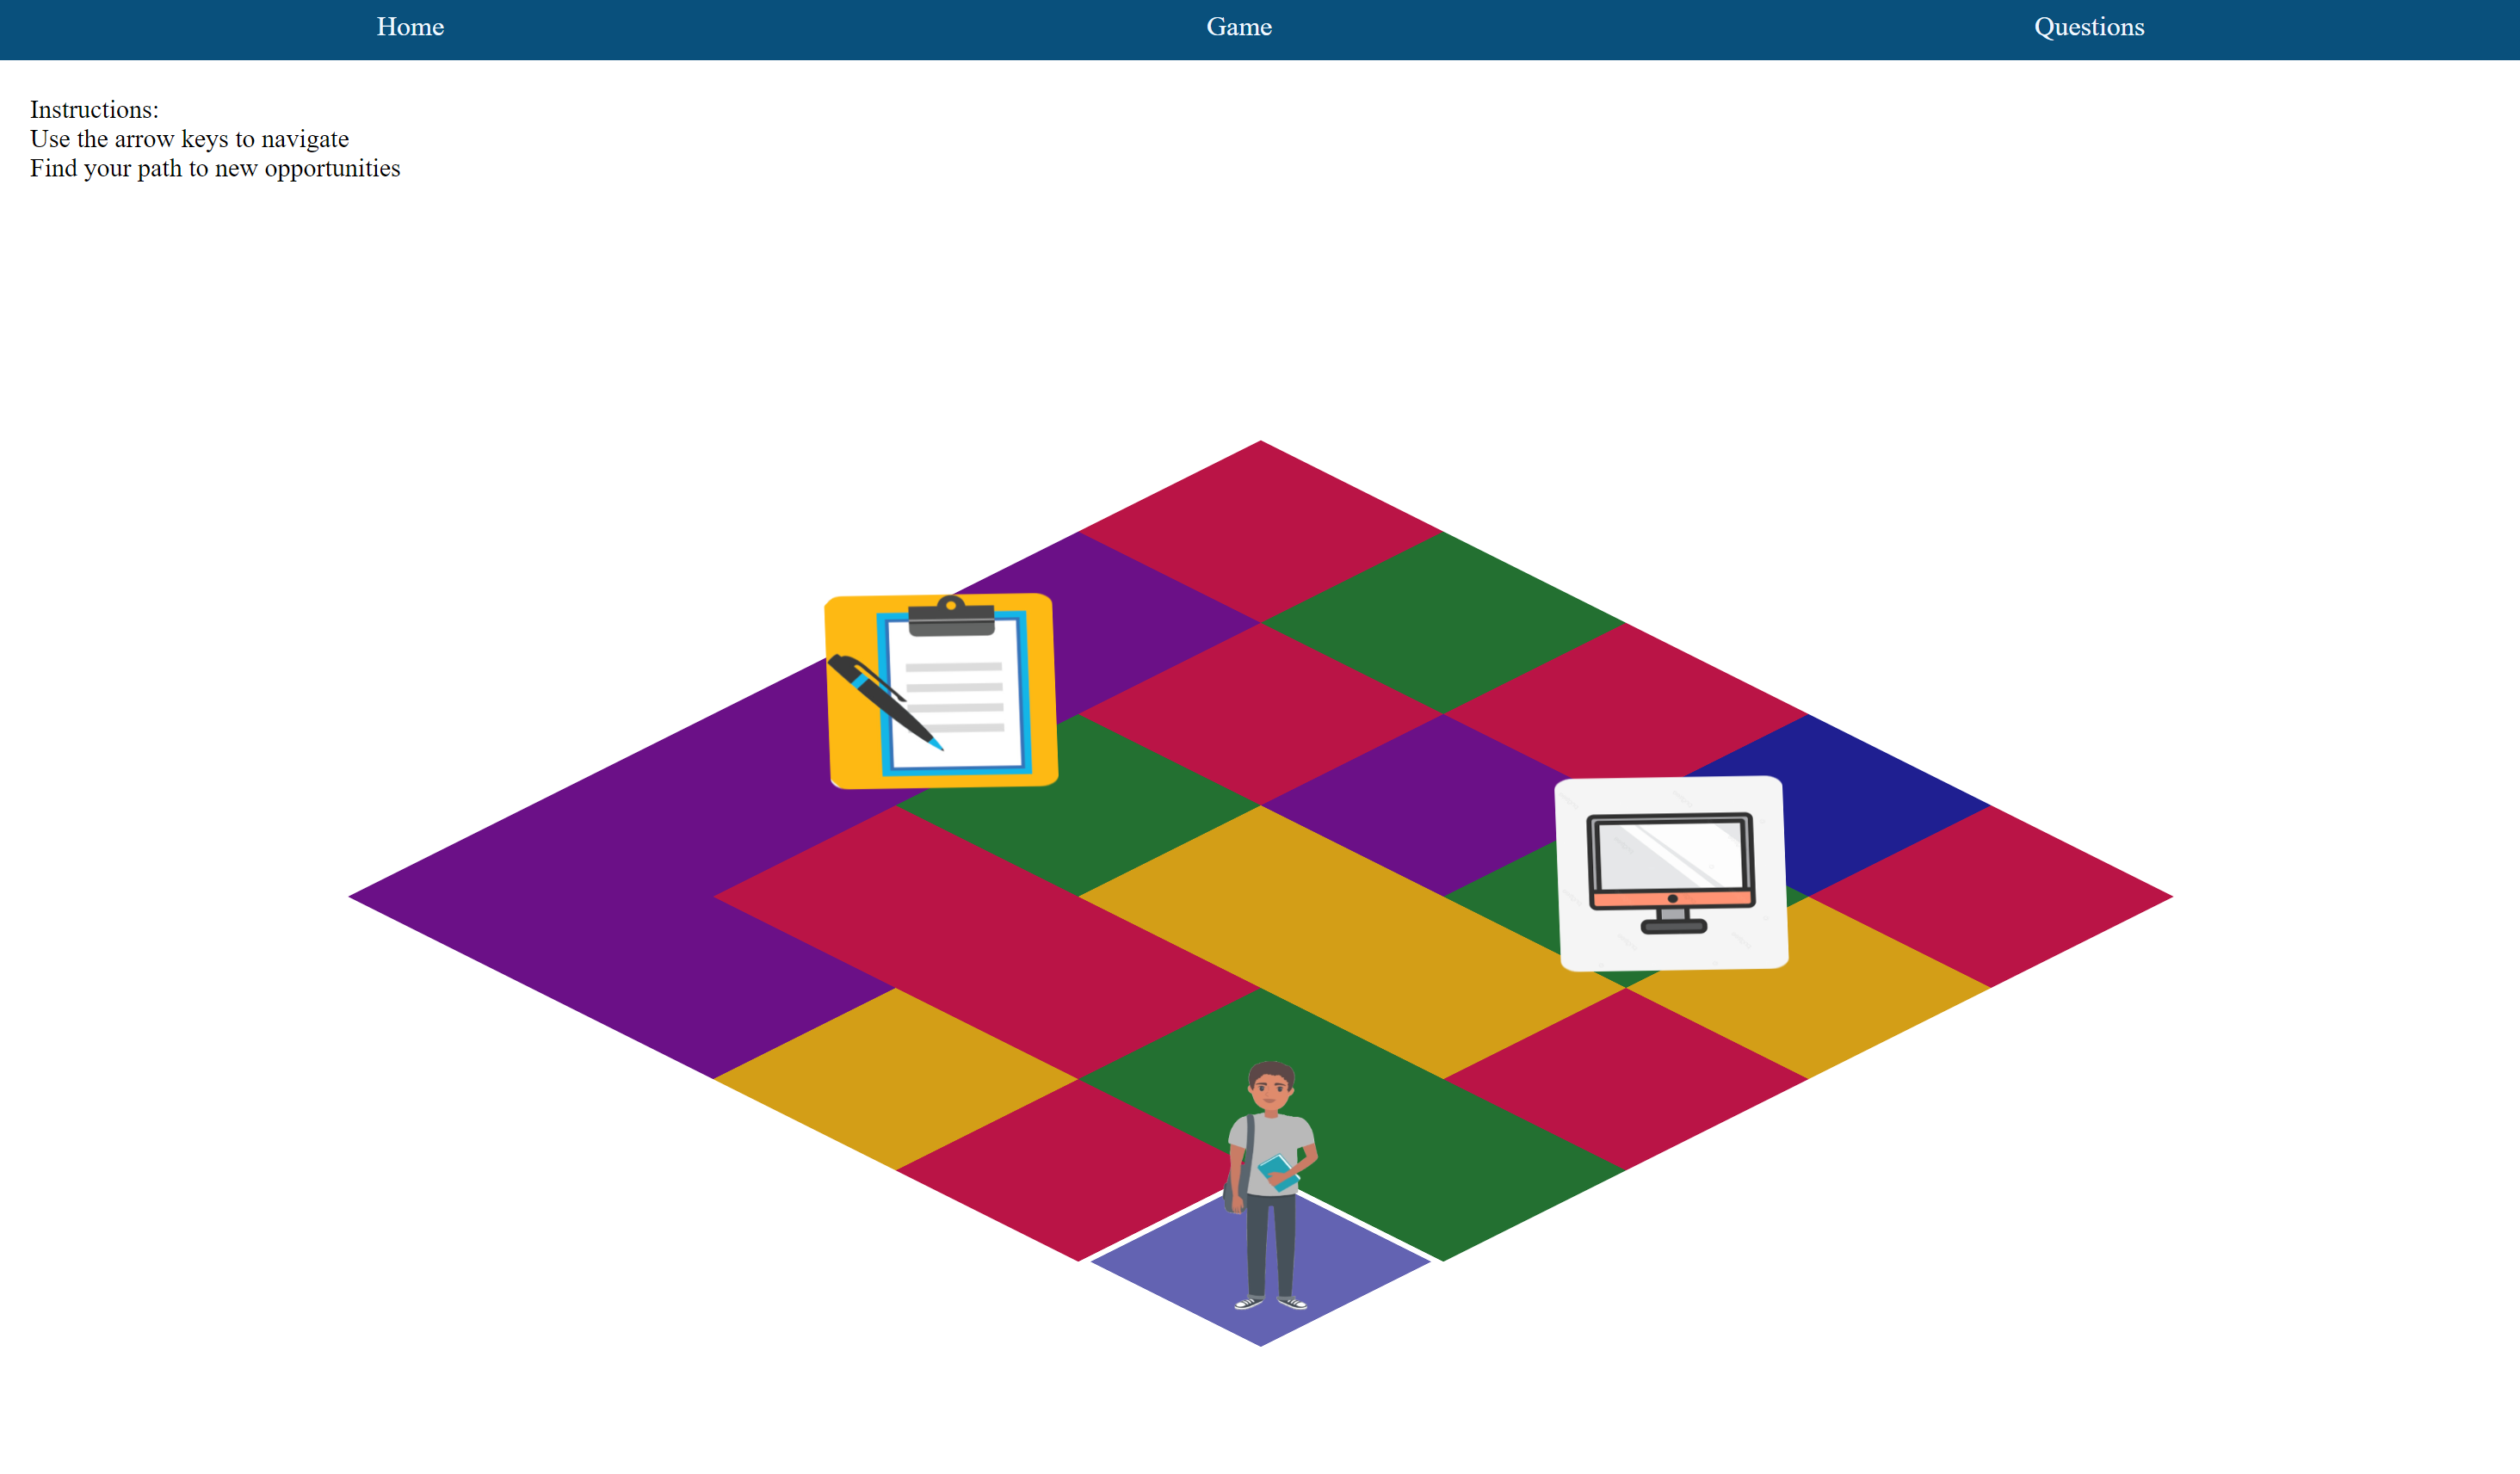 Home Game Questions
Instructions:
Use the arrow keys to navigate
Find your path to new opportunities